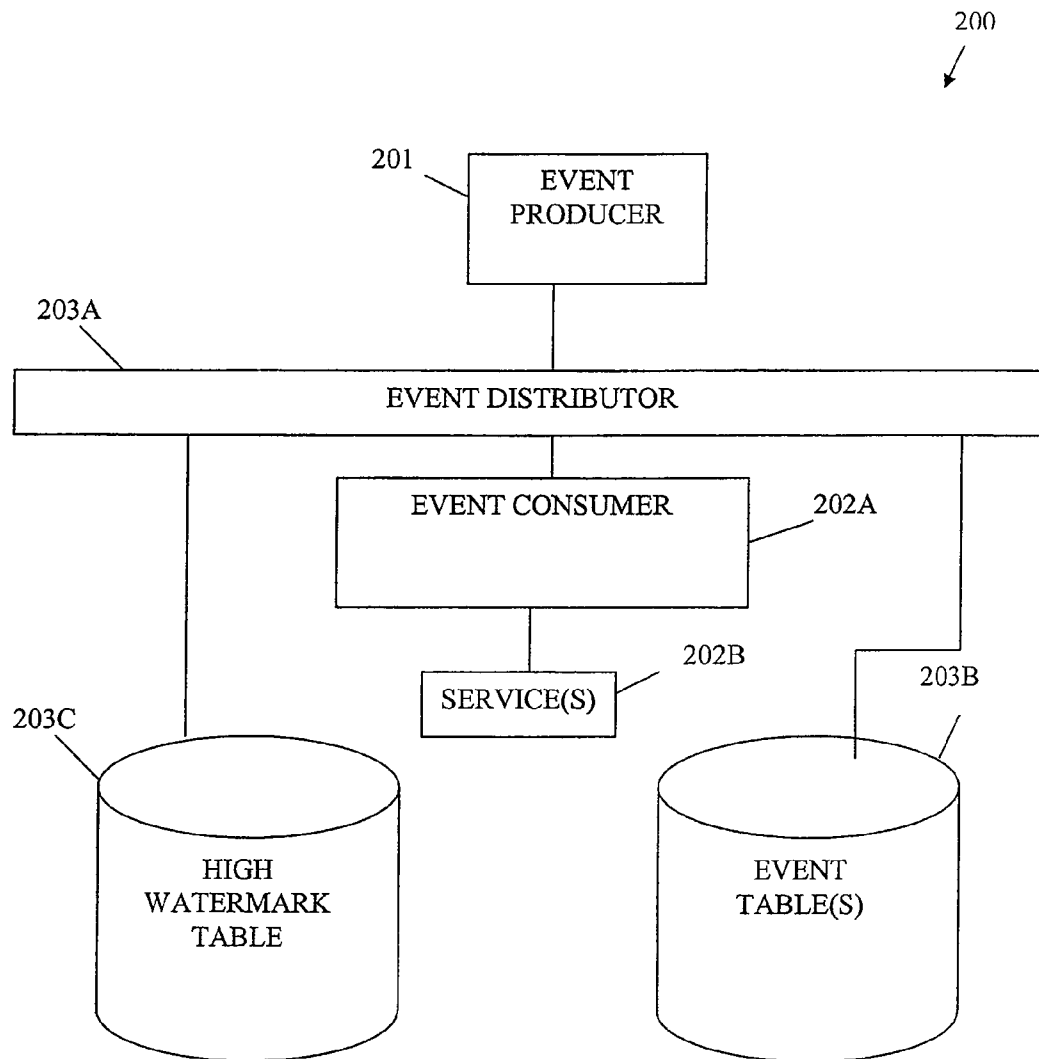 200
201
EVENT
PRODUCER
203A
EVENT DISTRIBUTOR
EVENT CONSUMER
202A
202B
SERVICE(S)
203B
203C
HIGH
WATERMARK
TABLE
EVENT
TABLE(S)